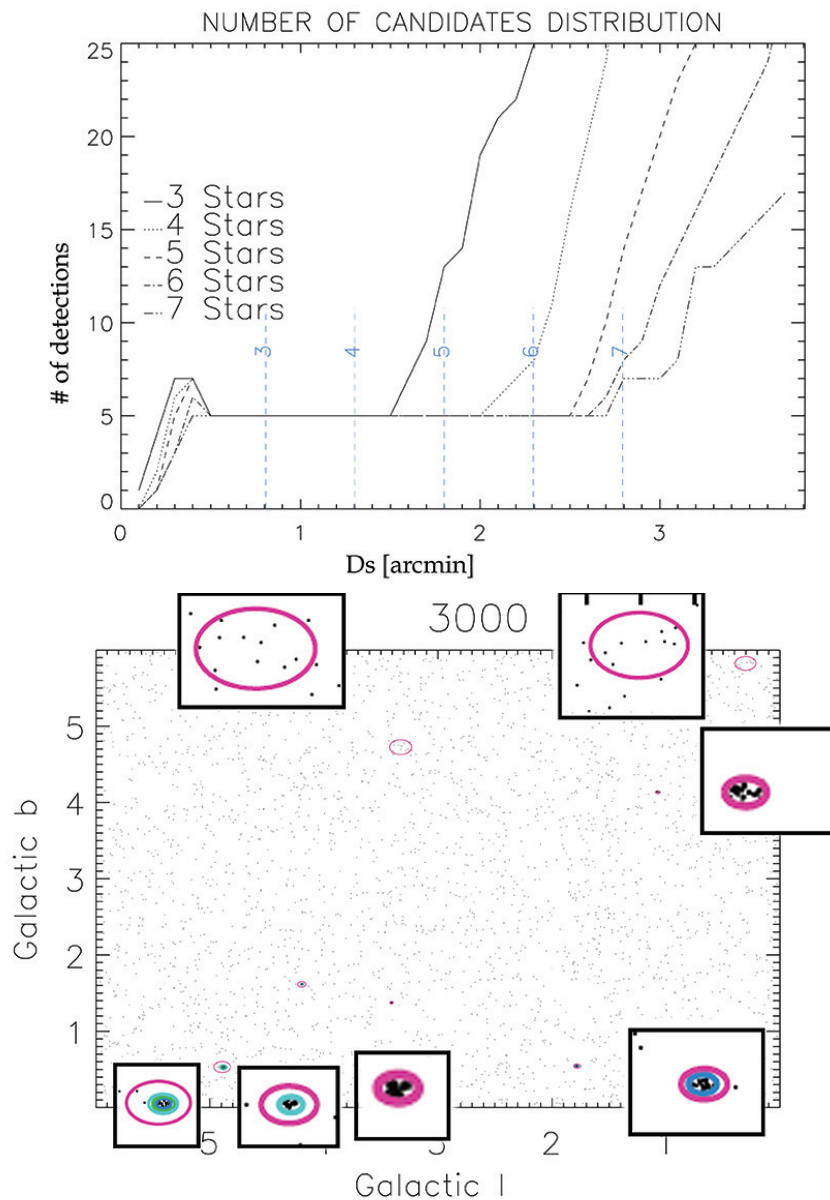 NUMBER OF CANDIDATES DISTRIBUTION
25
20
15
10
5
0
# of detections
3 Stars
4 Stars
5 Stars
6 Stars
7 Stars
3
4
5
6
7
0
1
2
3
Ds [arcmin]
3000
5
4
3
2
1
Galactic b
5
2
1
Galactic l